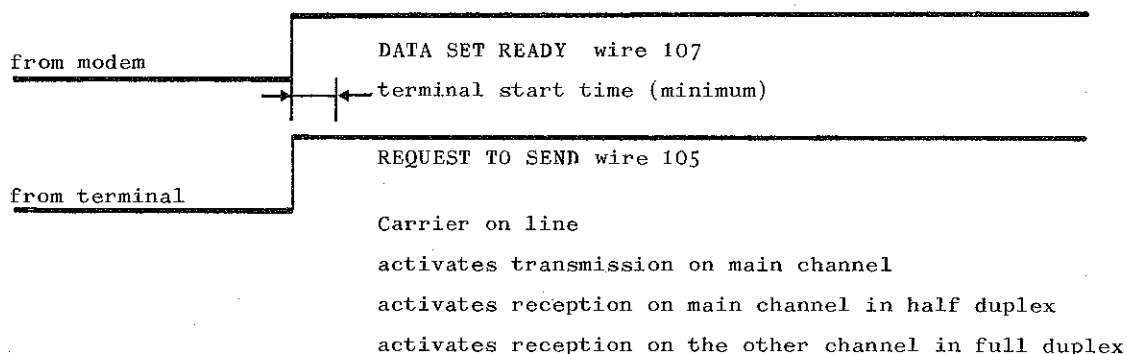 DATA SET READY wire 107
from modem
terminal start time (minimum)
REQUEST TO SEND wire 105
from terminal
Carrier on line
activates transmission on main channel
activates reception on main channel in half duplex
activates reception on the other channel in full duplex